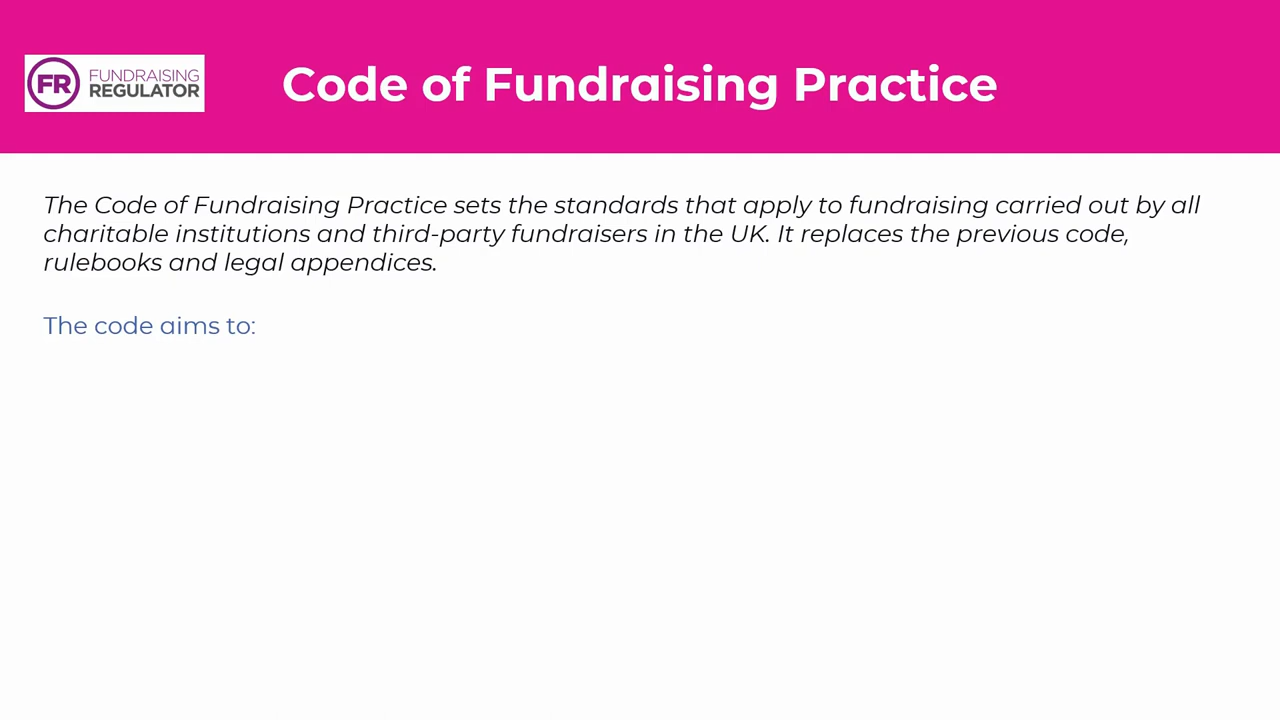 FR
FUNDRAISING
REGULATOR
Code of Fundraising Practice
The Code of Fundraising Practice sets the standards that apply to fundraising carried out by all
charitable institutions and third-party fundraisers in the UK. It replaces the previous code,
rulebooks and legal appendices.
The code aims to: